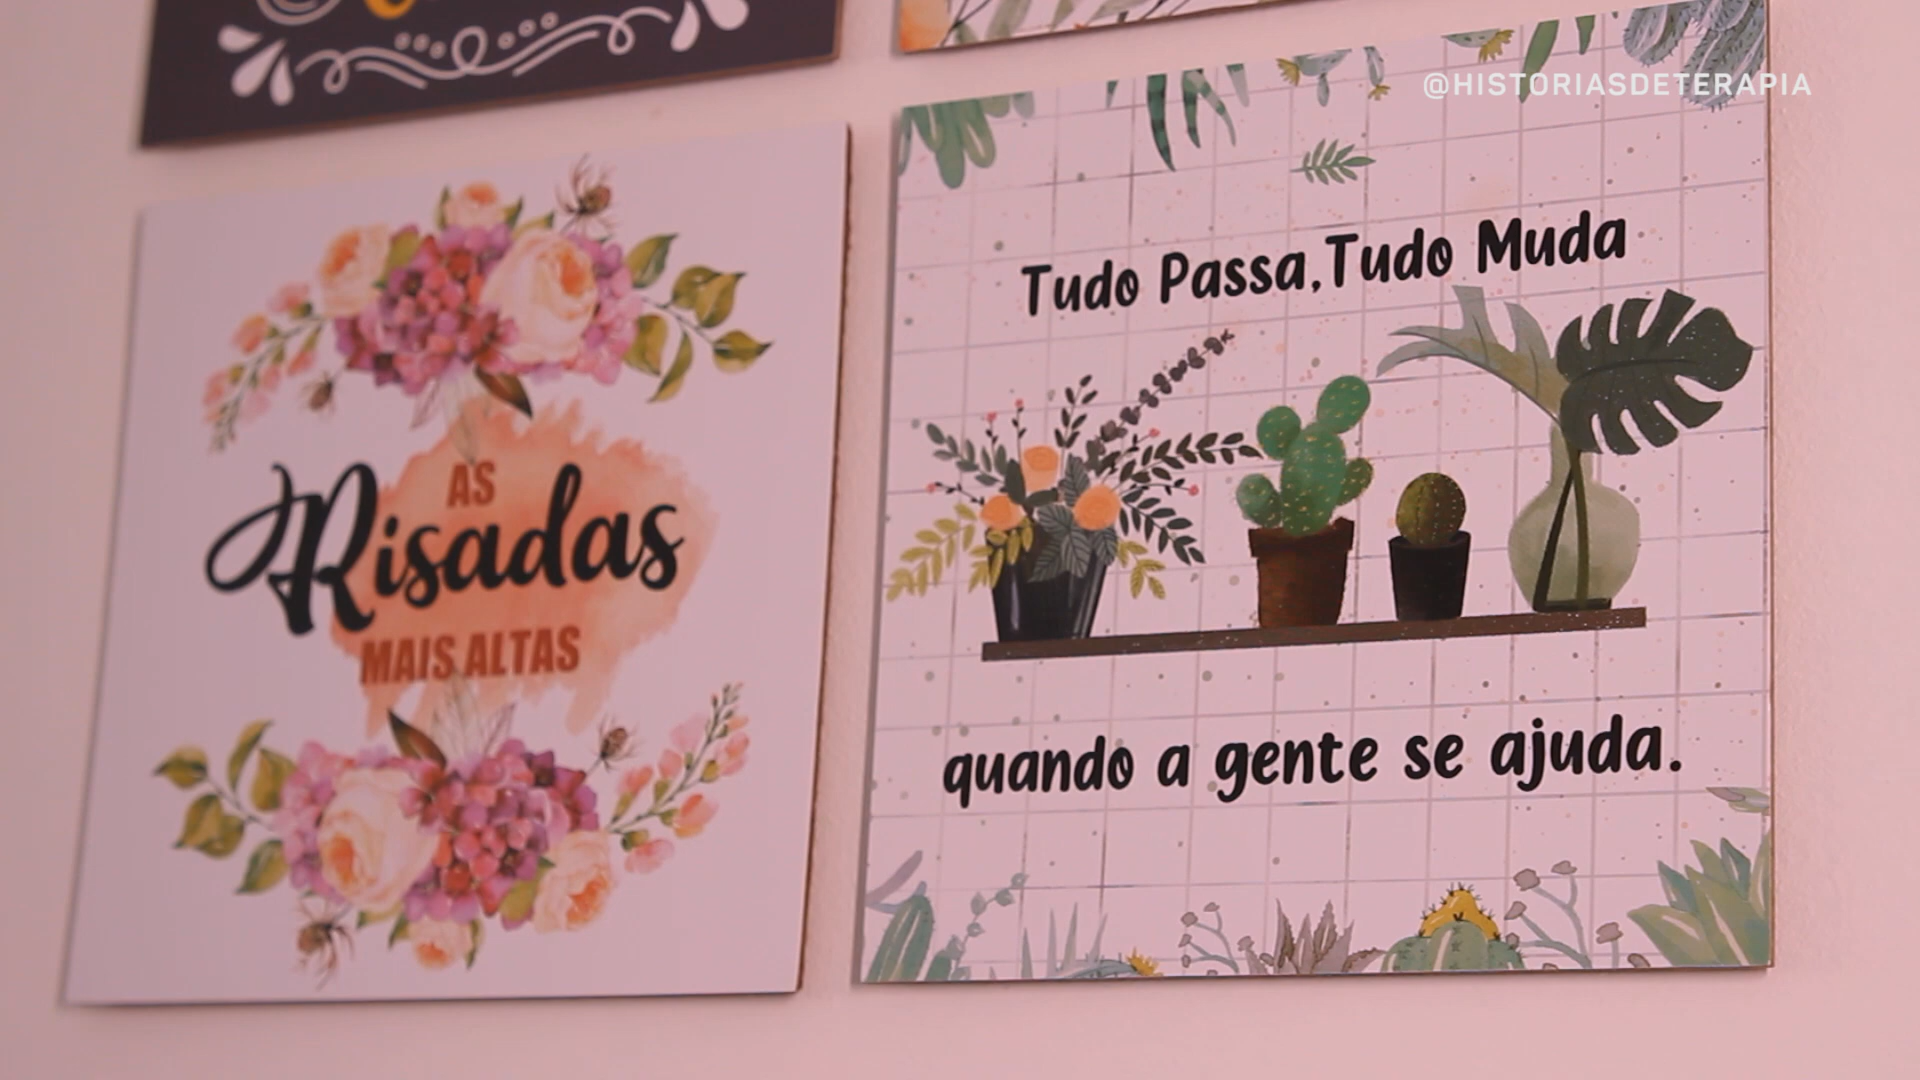 @HISTORIASDETERAPIA
AS
Risadas
MAIS ALTAS
Tudo Passa, Tudo Muda
quando a gente se ajuda.